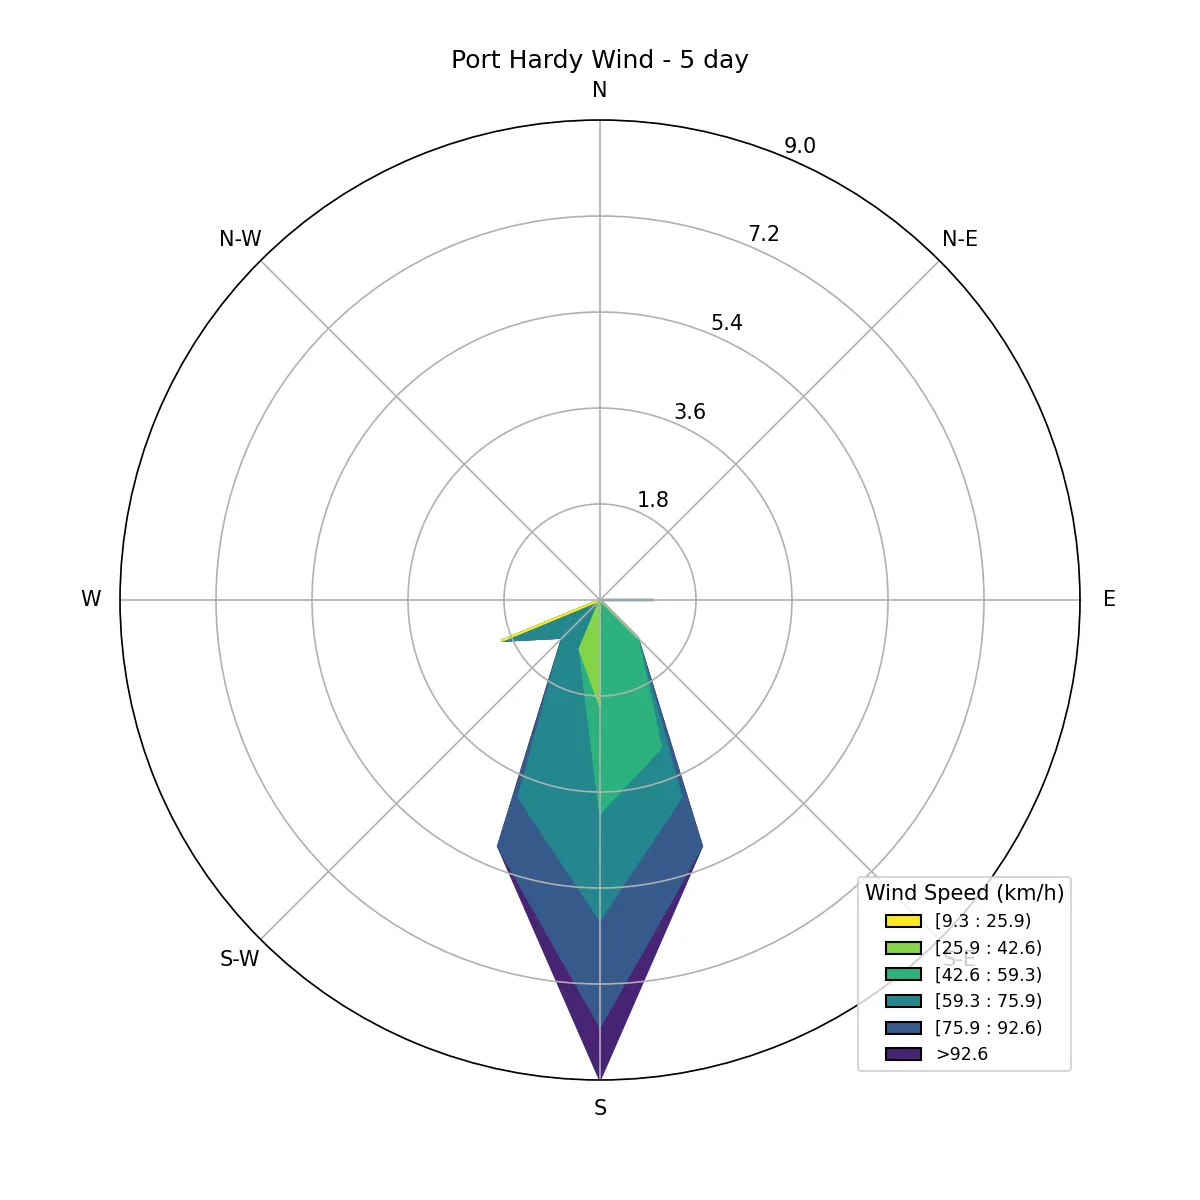 Port Hardy Wind - 5 day
N
9.0
N-W
7.2
N-E
5.4
3.6
1.8
W
E
Wind Speed (km/h)
[9.3 : 25.9)
[25.9 : 42.6)
S-W
S-E
[42.6 : 59.3)
[59.3 : 75.9)
[75.9 : 92.6)
>92.6
S